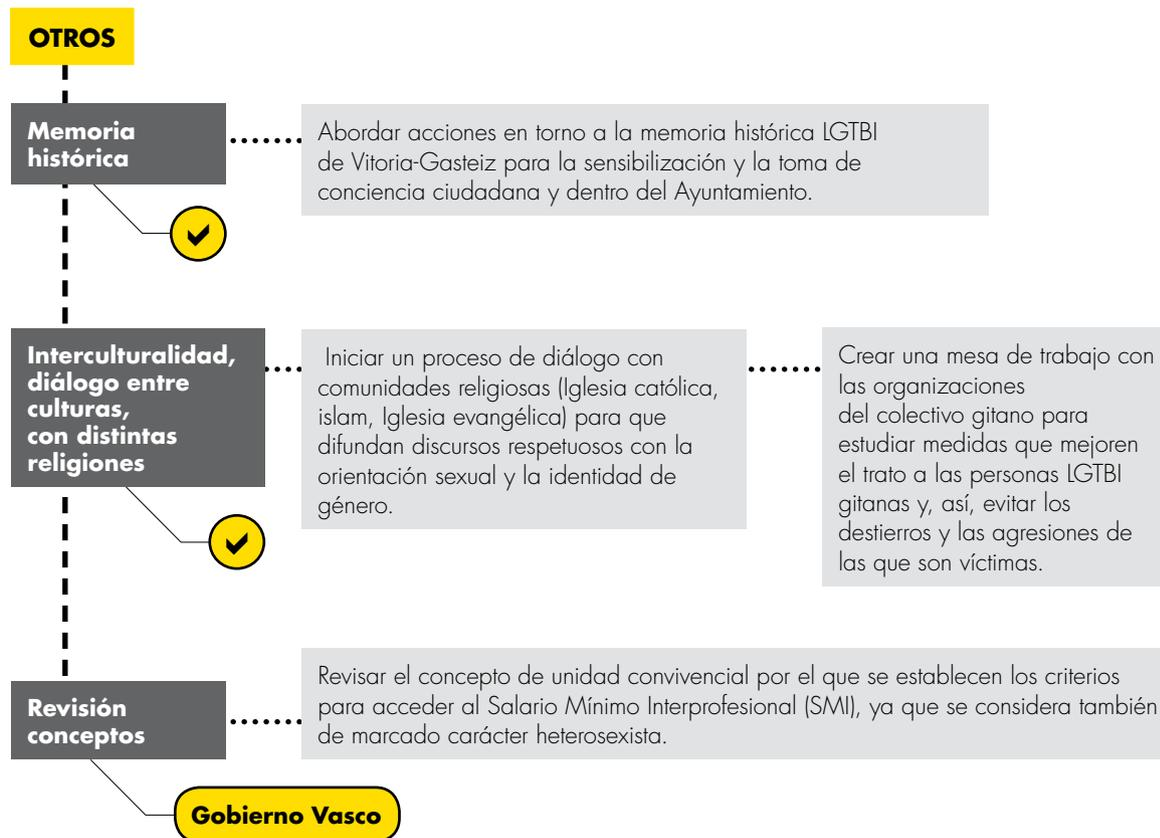 OTROS
Memoria
histórica
Abordar acciones en torno a la memoria histórica LGTBI
de Vitoria-Gasteiz para la sensibilización y la toma de
conciencia ciudadana y dentro del Ayuntamiento.
Interculturalidad,
diálogo entre
culturas,
con distintas
religiones
Iniciar un proceso de diálogo con
comunidades religiosas (Iglesia católica,
islam, Iglesia evangélica) para que
difundan discursos respetuosos con la
orientación sexual y la identidad de
género.
Crear una mesa de trabajo con
las organizaciones
del colectivo gitano para
estudiar medidas que mejoren
el trato a las personas LGTBI
gitanas y, así, evitar los
destierros y las agresiones de
las que son víctimas.
Revisión
conceptos
Revisar el concepto de unidad convivencial por el que se establecen los criterios
para acceder al Salario Mínimo Interprofesional (SMI), ya que se considera también
de marcado carácter heterosexista.
Gobierno Vasco